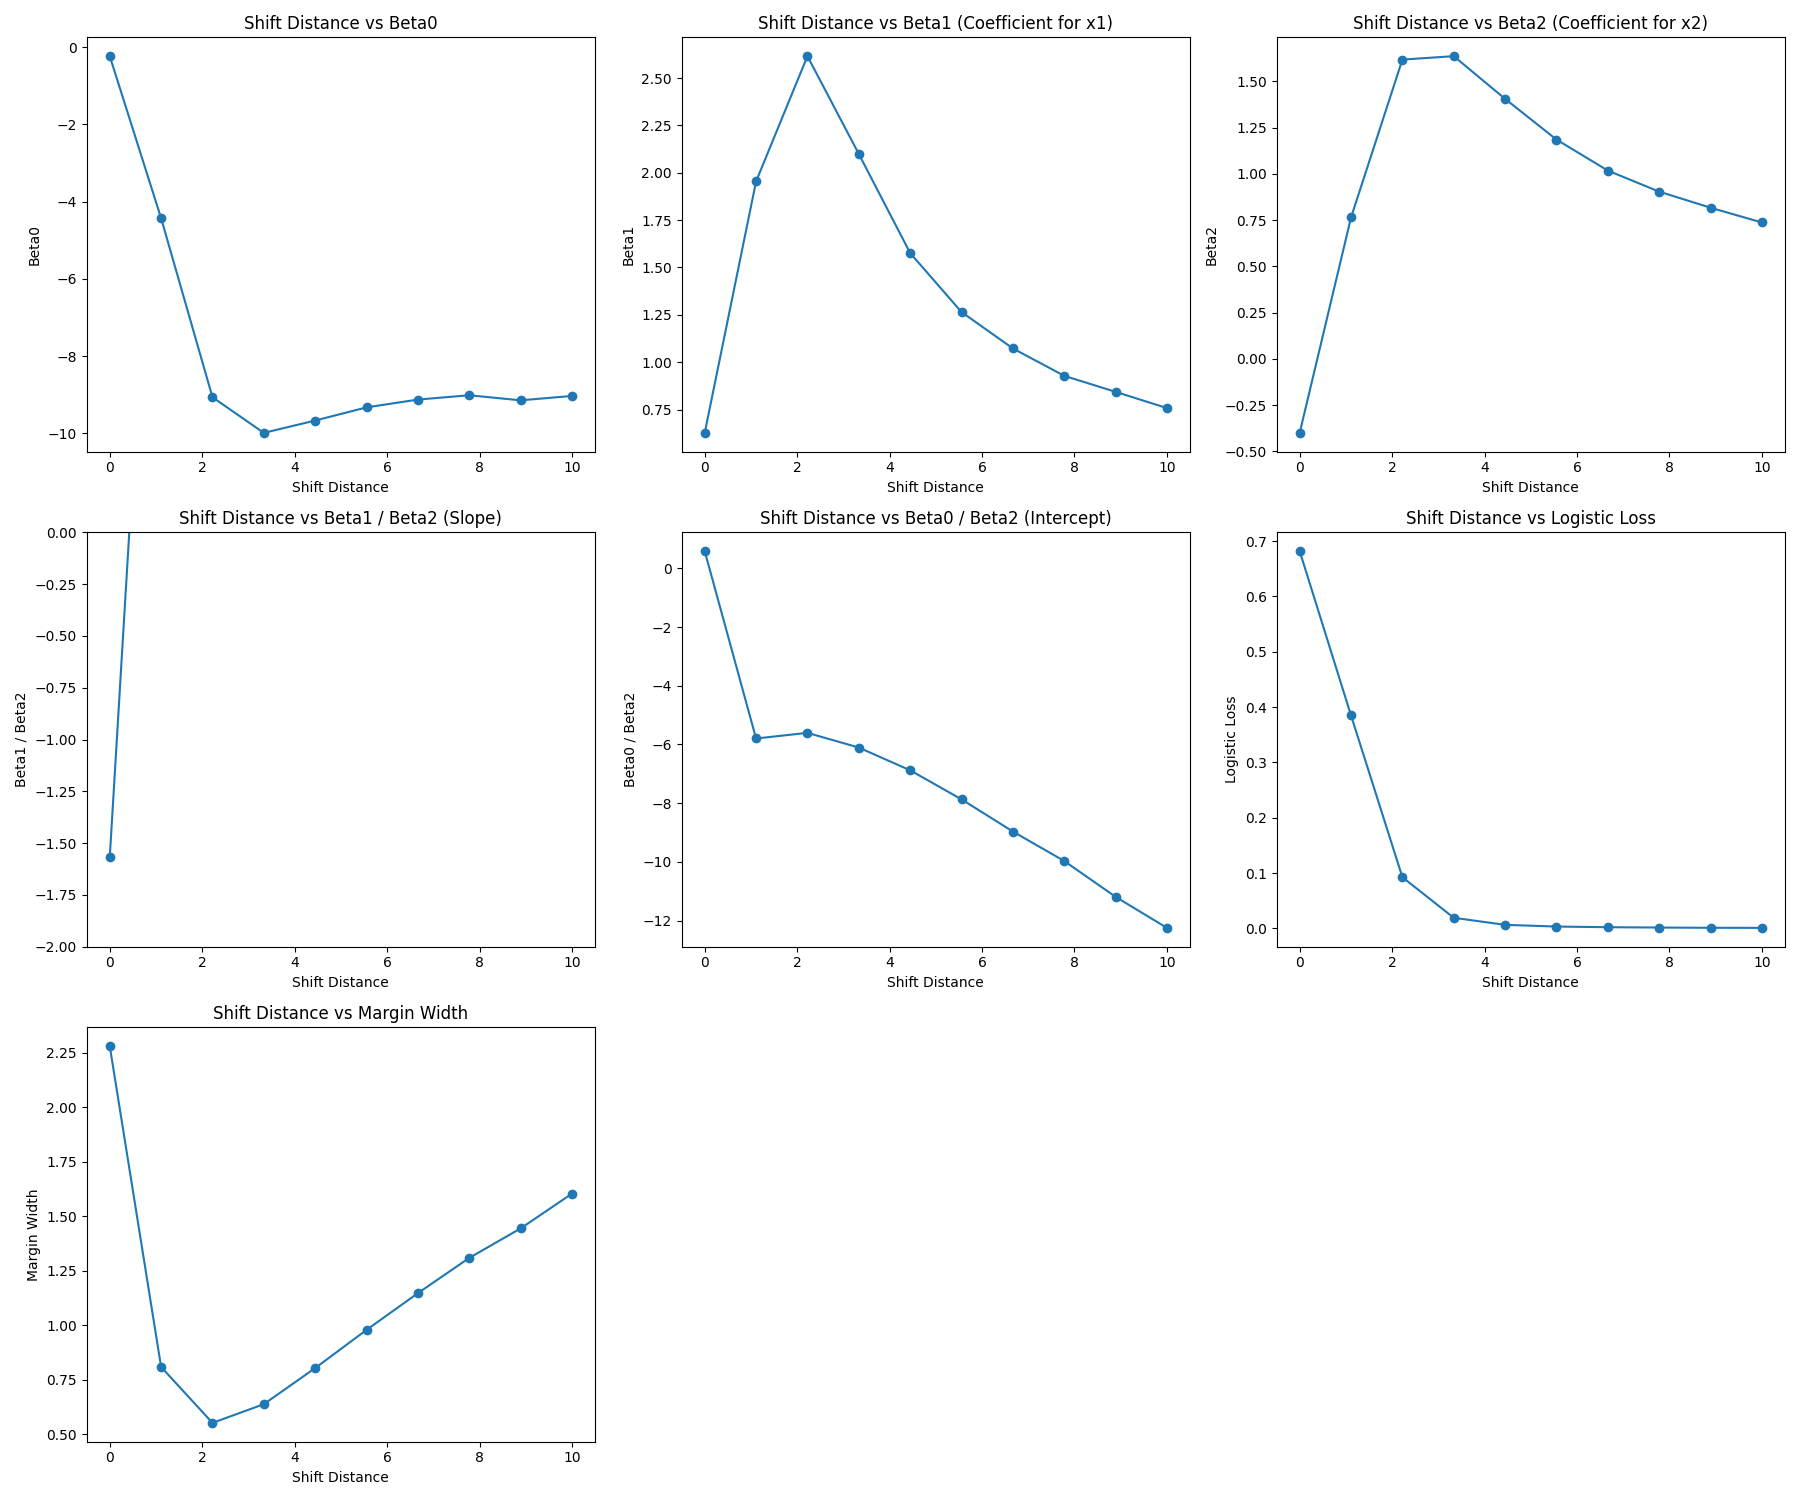 Shift Distance vs Beta0
0
−2
−4
−6
−8
−10
Beta0
0 2 4 6 8 10
Shift Distance
Shift Distance vs Beta1 (Coefficient for x1)
2.50
2.25
2.00
1.75
1.50
1.25
1.00
0.75
Beta1
0 2 4 6 8 10
Shift Distance
Shift Distance vs Beta2 (Coefficient for x2)
1.50
1.25
1.00
0.75
0.50
0.25
0.00
−0.25
−0.50
Beta2
0 2 4 6 8 10
Shift Distance
Shift Distance vs Beta1 / Beta2 (Slope)
0.00
−0.25
−0.50
−0.75
−1.00
−1.25
−1.50
−1.75
−2.00
Beta1 / Beta2
0 2 4 6 8 10
Shift Distance
Shift Distance vs Beta0 / Beta2 (Intercept)
0
−2
−4
−6
−8
−10
−12
Beta0 / Beta2
0 2 4 6 8 10
Shift Distance
Shift Distance vs Logistic Loss
0.7
0.6
0.5
0.4
0.3
0.2
0.1
0.0
Logistic Loss
0 2 4 6 8 10
Shift Distance
Shift Distance vs Margin Width
2.25
2.00
1.75
1.50
1.25
1.00
0.75
0.50
Margin Width
0 2 4 6 8 10
Shift Distance